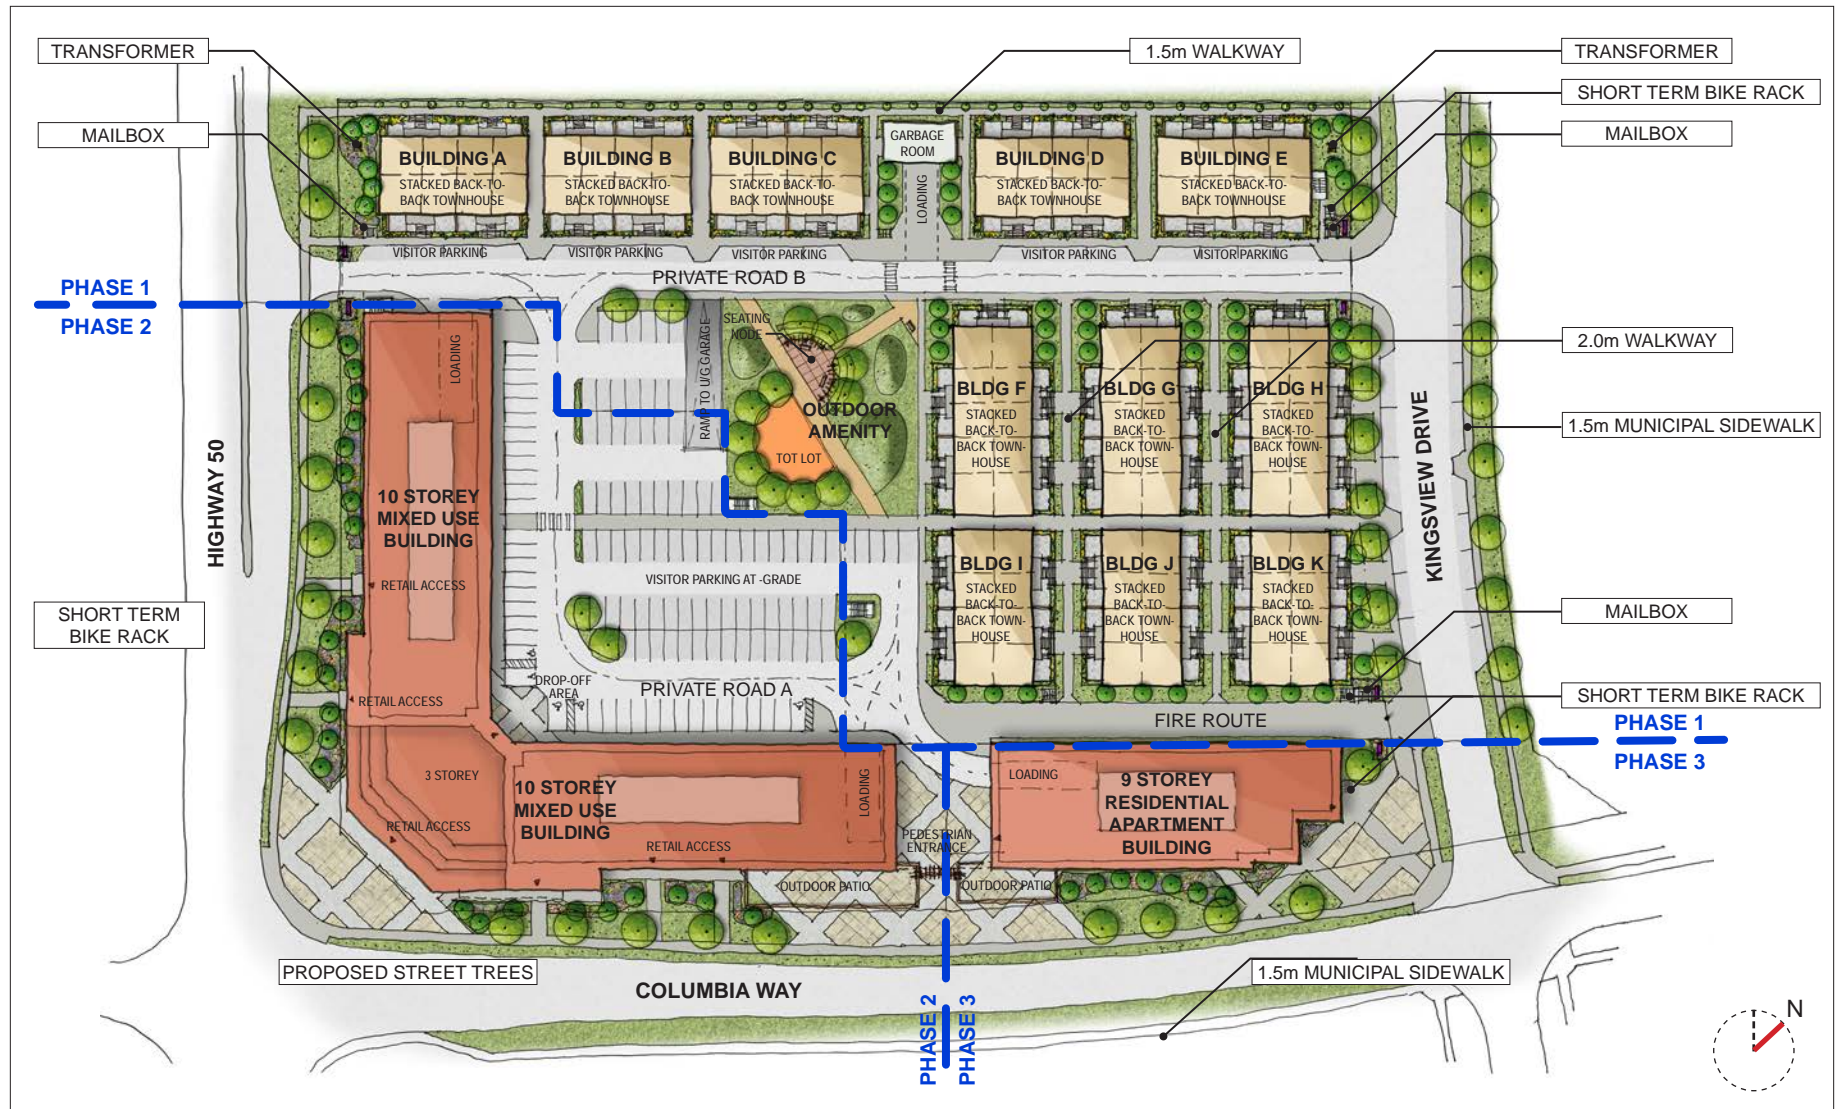 TRANSFORMER
1.5m WALKWAY
TRANSFORMER
SHORT TERM BIKE RACK
MAILBOX
MAILBOX
GARBAGE
ROOM
BUILDING A
STACKED BACK-TO-
BACK TOWNHOUSE
BUILDING B
STACKED BACK-TO-
BACK TOWNHOUSE
BUILDING C
STACKED BACK-TO-
BACK TOWNHOUSE
LOADING
BUILDING D
STACKED BACK-TO-
BACK TOWNHOUSE
BUILDING E
STACKED BACK-TO-
BACK TOWNHOUSE
VISITOR PARKING
VISITOR PARKING
VISITOR PARKING
VISITOR PARKING
VISITOR PARKING
PRIVATE ROAD B
PHASE 1
PHASE 2
LOADING
RAMP TO U/G GARAGE
SEATING
NODE
OUTDOOR
AMENITY
TOT LOT
2.0m WALKWAY
BLDG F
STACKED
BACK-TO-
BACK TOWN-
HOUSE
BLDG G
STACKED
BACK-TO-
BACK TOWN-
HOUSE
BLDG H
STACKED
BACK-TO-
BACK TOWN-
HOUSE
1.5m MUNICIPAL SIDEWALK
KINGSVIEW DRIVE
HIGHWAY 50
10 STOREY
MIXED USE
BUILDING
RETAIL ACCESS
VISITOR PARKING AT -GRADE
BLDG I
STACKED
BACK-TO-
BACK TOWN-
HOUSE
BLDG J
STACKED
BACK-TO-
BACK TOWN-
HOUSE
BLDG K
STACKED
BACK-TO-
BACK TOWN-
HOUSE
SHORT TERM
BIKE RACK
MAILBOX
DROP-OFF
AREA
PRIVATE ROAD A
RETAIL ACCESS
SHORT TERM BIKE RACK
FIRE ROUTE
PHASE 1
PHASE 3
3 STOREY
10 STOREY
MIXED USE
BUILDING
RETAIL ACCESS
RETAIL ACCESS
LOADING
LOADING
9 STOREY
RESIDENTIAL
APARTMENT
BUILDING
PEDESTRIAN
ENTRANCE
OUTDOOR PATIO
OUTDOOR PATIO
PROPOSED STREET TREES
COLUMBIA WAY
1.5m MUNICIPAL SIDEWALK
PHASE 2
PHASE 3
N